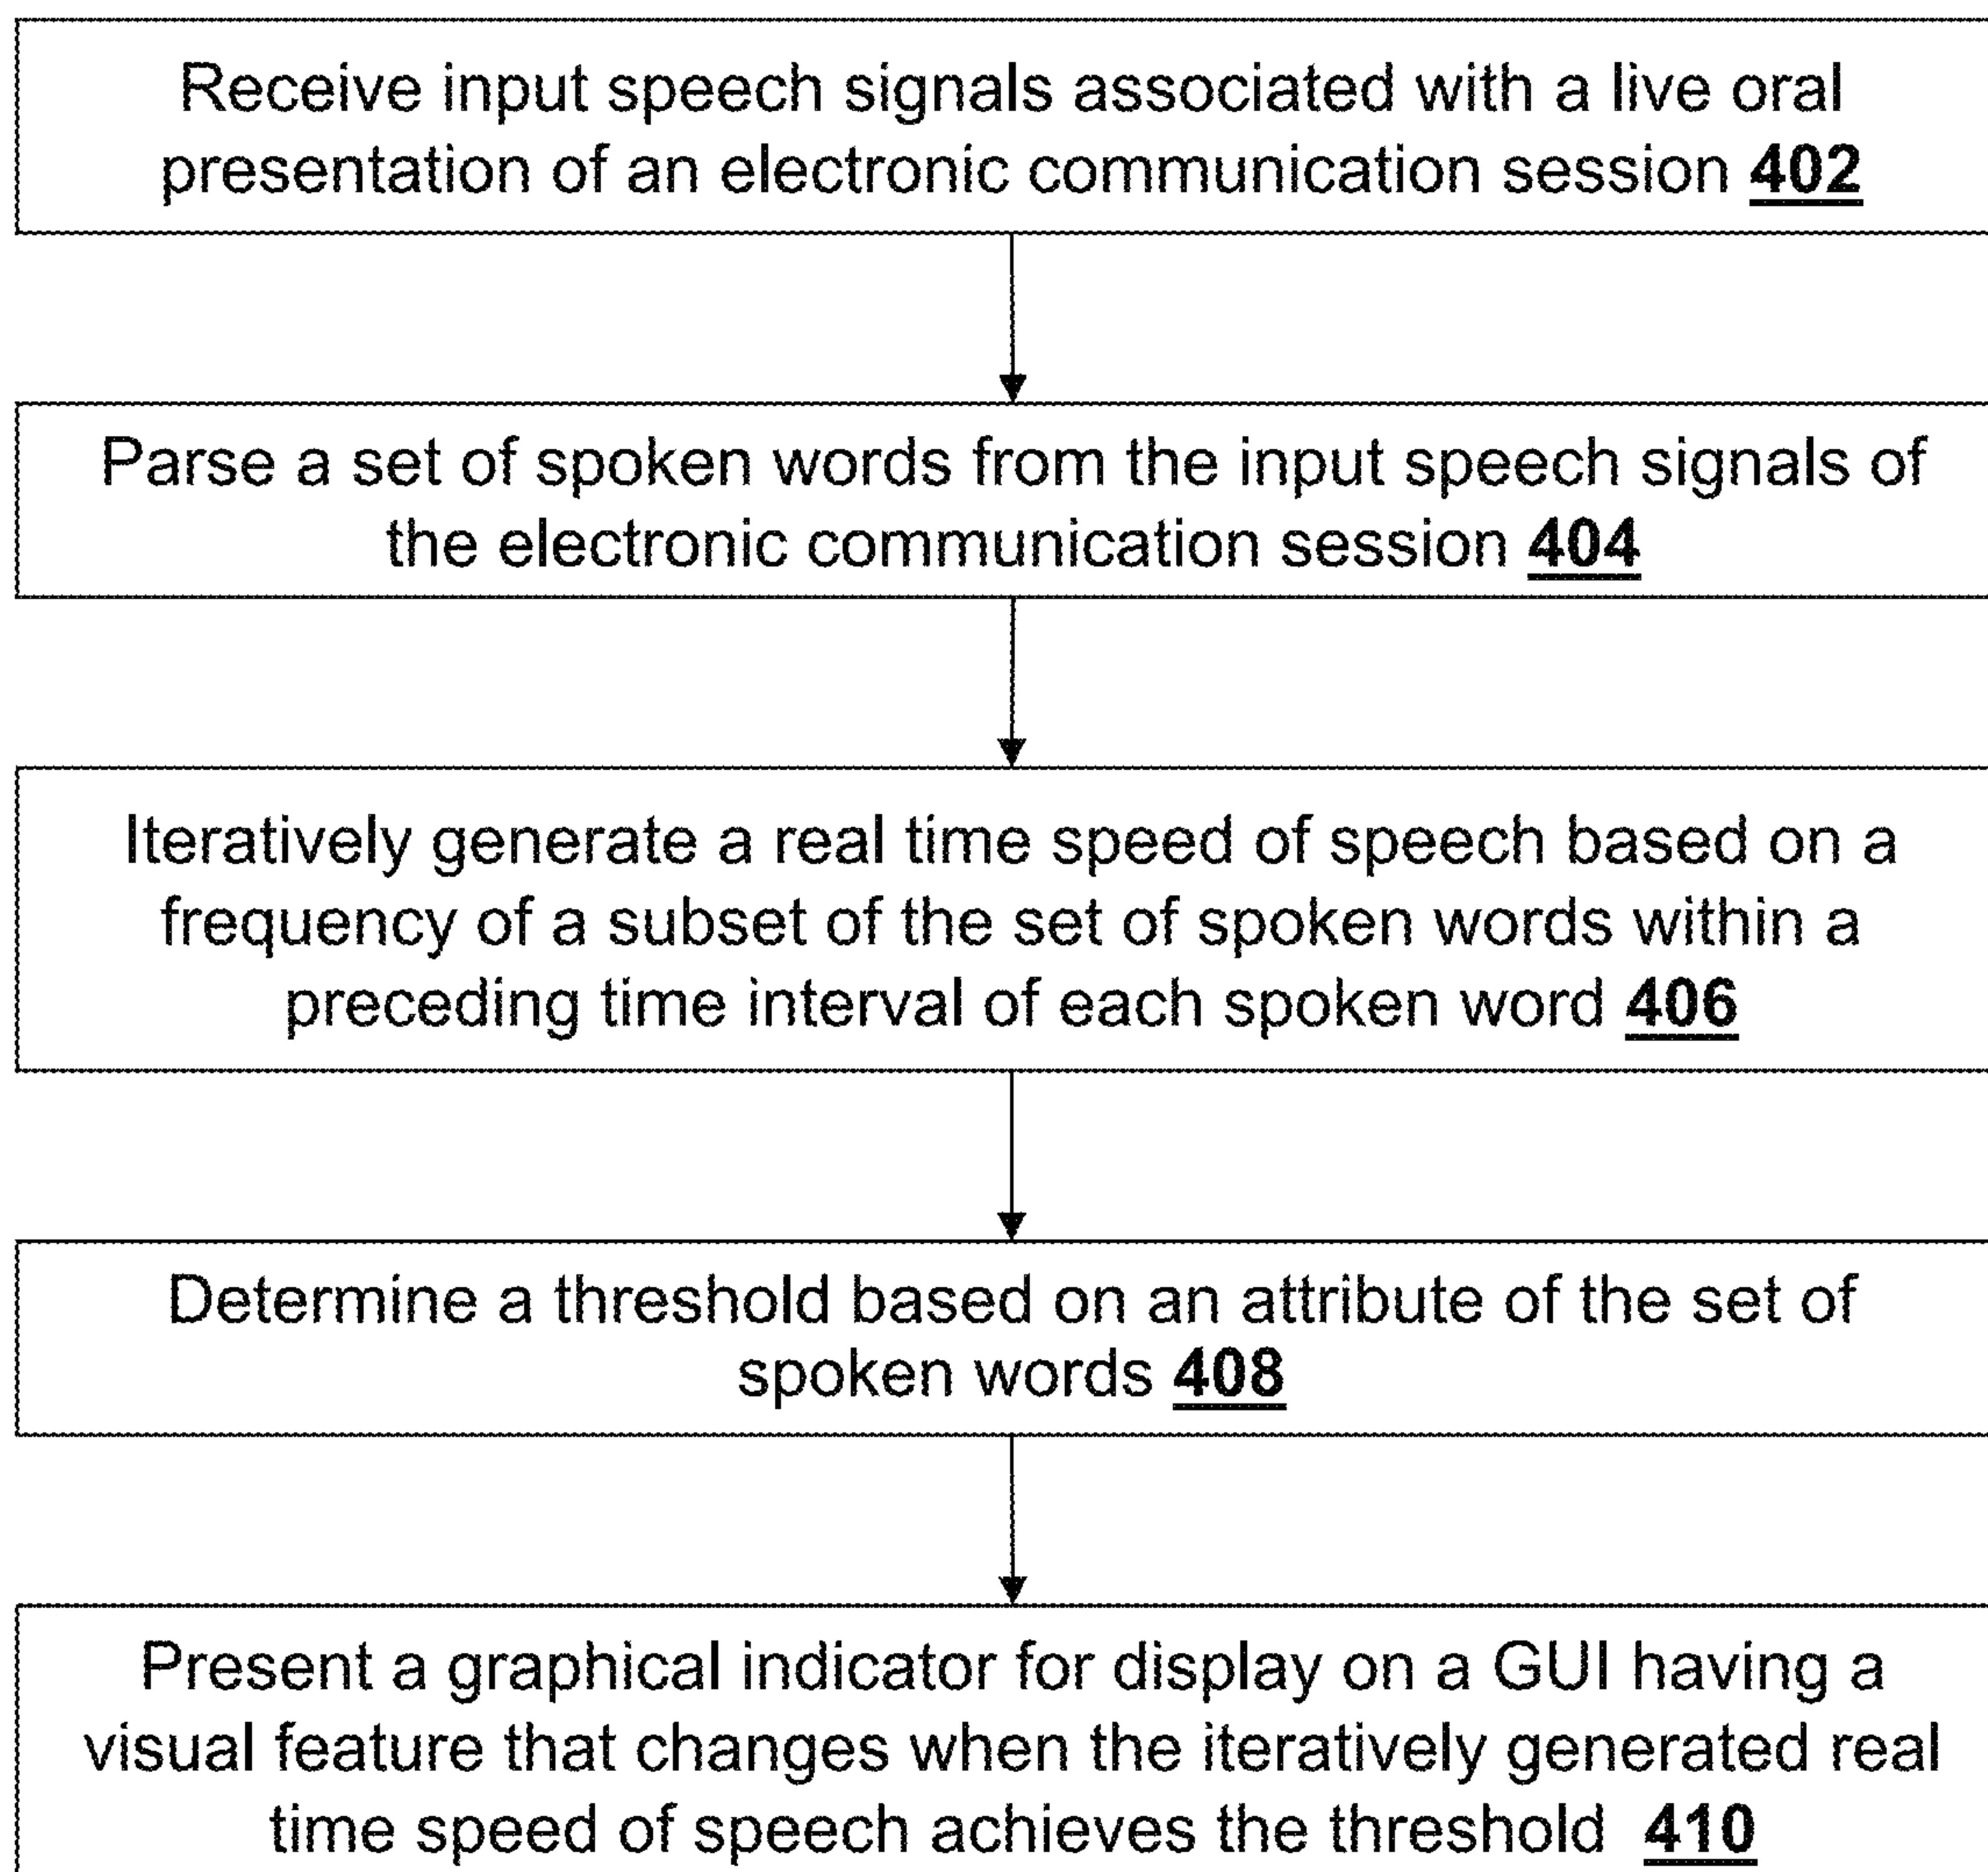 Receive input speech signals associated with a live oral
presentation of an electronic communication session 402
Parse a set of spoken words from the input speech signals of
the electronic communication session 404
Iteratively generate a real time speed of speech based on a
frequency of a subset of the set of spoken words within a
preceding time interval of each spoken word 406
Determine a threshold based on an attribute of the set of
spoken words 408
Present a graphical indicator for display on a GUI having a
visual feature that changes when the iteratively generated real
time speed of speech achieves the threshold 410